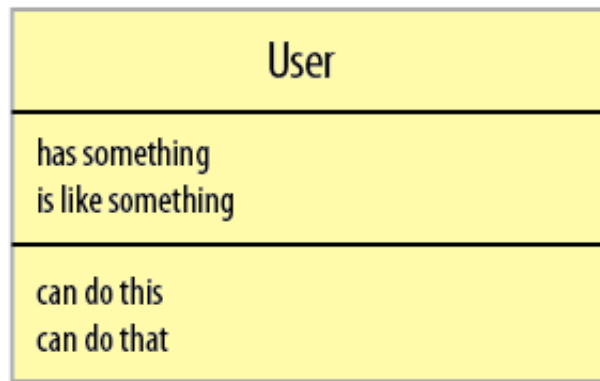 User
has something
is like something
can do this
can do that